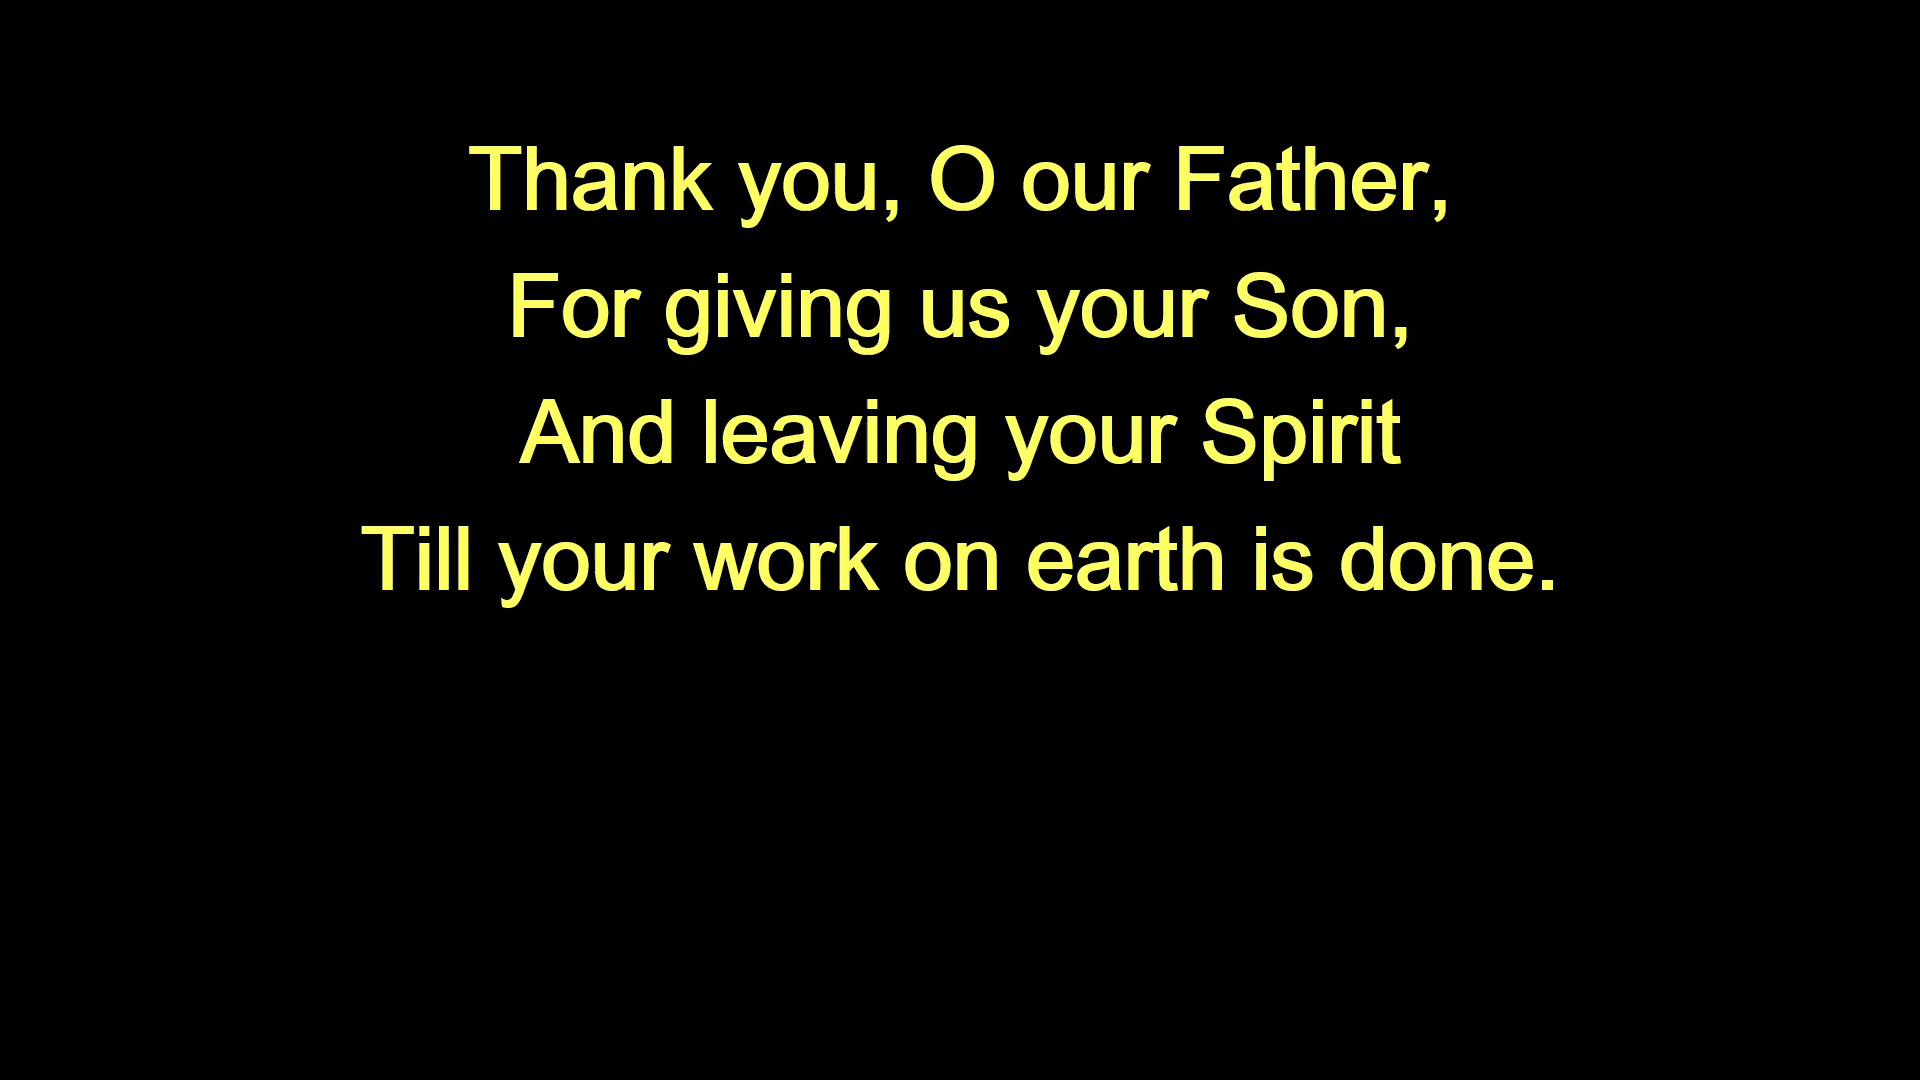 Thank you, O our Father,
For giving us your Son,
And leaving your Spirit
Till your work on earth is done.